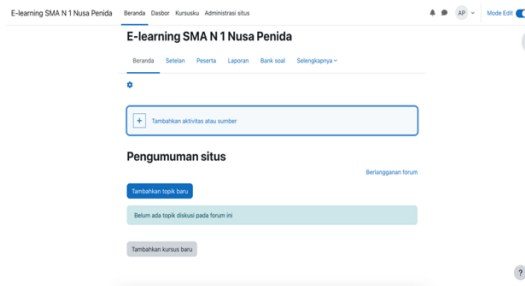 E-learning SMA N 1 Nusa Penida Beranda Dasbor Kursusku Administrasi situs AP Mode Edit
E-learning SMA N 1 Nusa Penida
Beranda Setelan Peserta Laporan Bank soal Selengkapnya
+ Tambahkan aktivitas atau sumber
Pengumuman situs
Berlangganan forum
Tambahkan topik baru
Belum ada topik diskusi pada forum ini
Tambahkan kursus baru
?